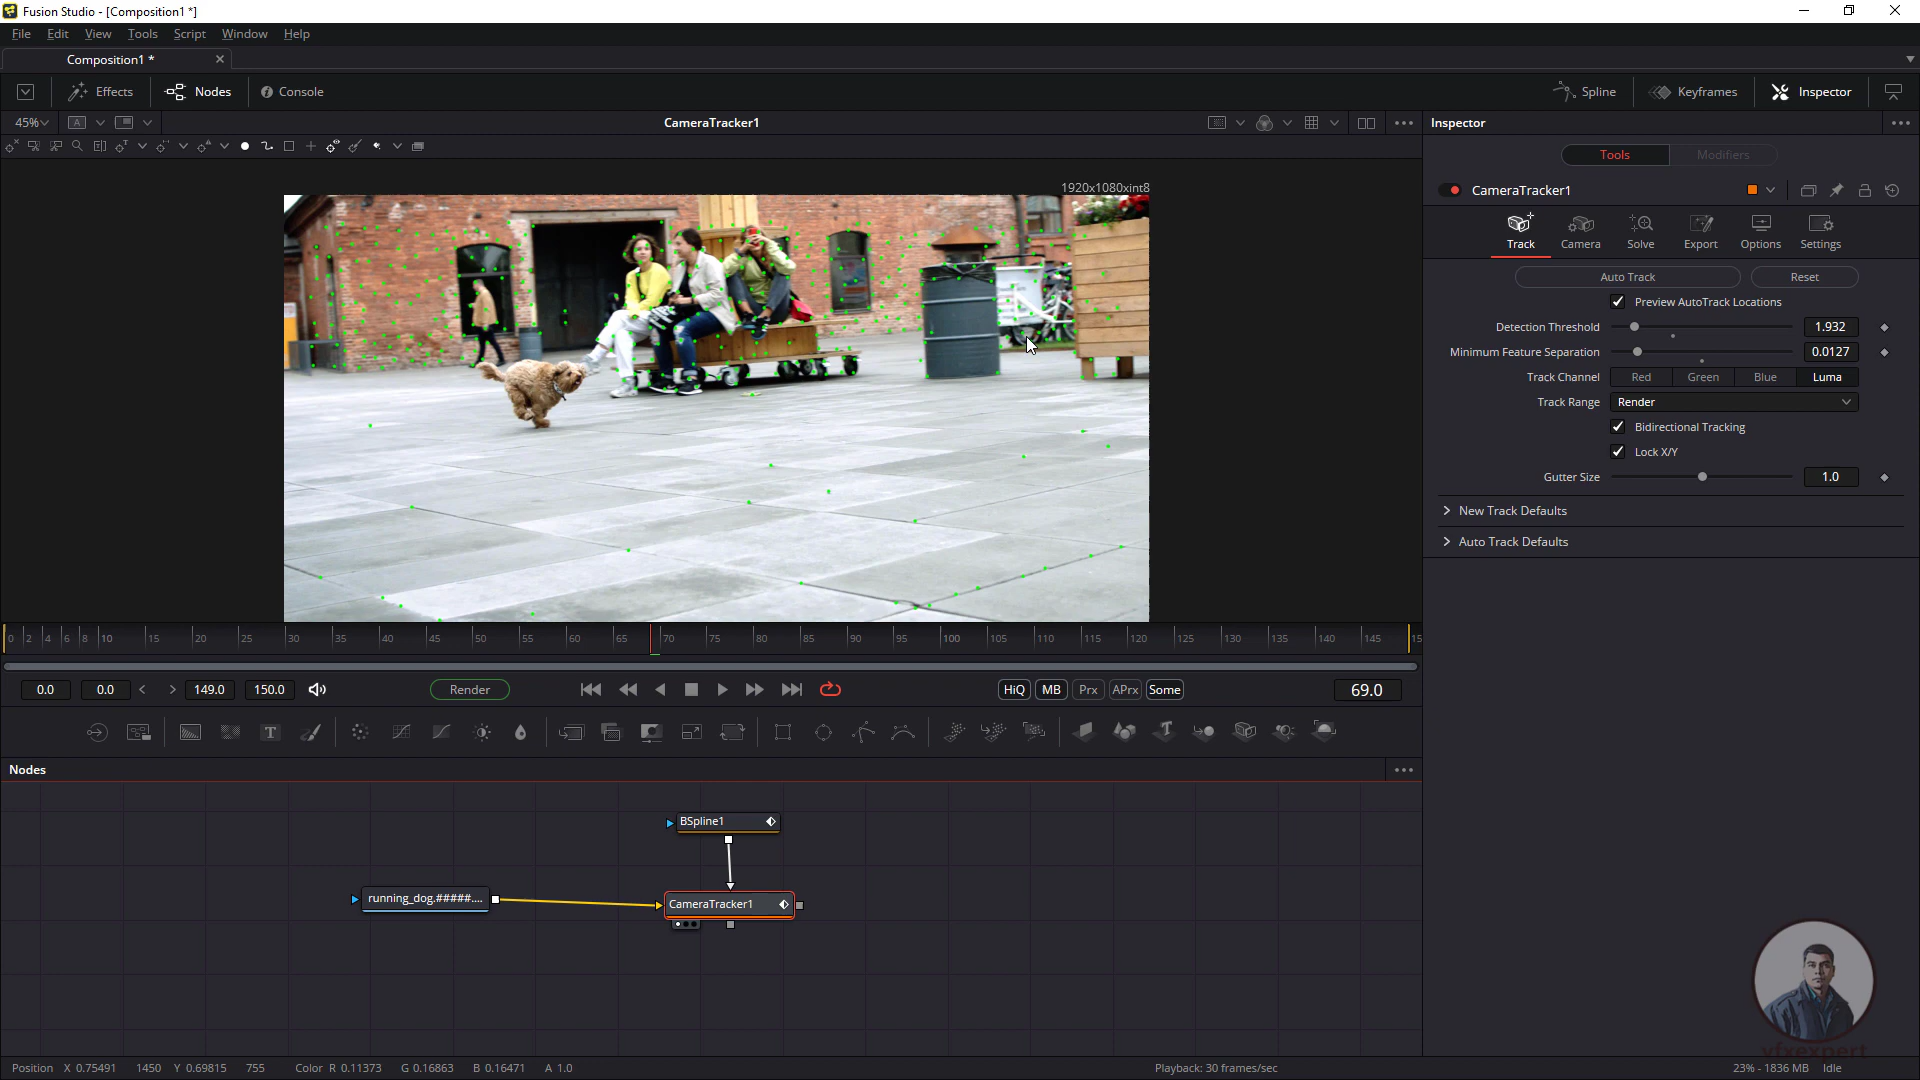 Fusion Studio - [Composition1 *]
File Edit View Tools Script Window Help
Composition1 *
Effects Nodes Console Spline Keyframes Inspector
45% A CameraTracker1 Inspector
Tools Modifiers
1920x1080xint8
CameraTracker1
Track Camera Solve Export Options Settings
Auto Track Reset
Preview AutoTrack Locations
Detection Threshold 1.932
Minimum Feature Separation 0.0127
Track Channel Red Green Blue Luma
Track Range Render
Bidirectional Tracking
Lock X/Y
Gutter Size 1.0
New Track Defaults
Auto Track Defaults
0 2 4 6 8 10 15 20 25 30 35 40 45 50 55 60 65 70 75 80 85 90 95 100 105 110 115 120 125 130 135 140 145 15
0.0 0.0 149.0 150.0 Render HiQ MB Prx APrx Some 69.0
Nodes
BSpline1
running_dog.#####....
CameraTracker1
vfxexpert
Position X 0.75491 1450 Y 0.69815 755 Color R 0.11373 G 0.16863 B 0.16471 A 1.0 Playback: 30 frames/sec 23% - 1836 MB Idle